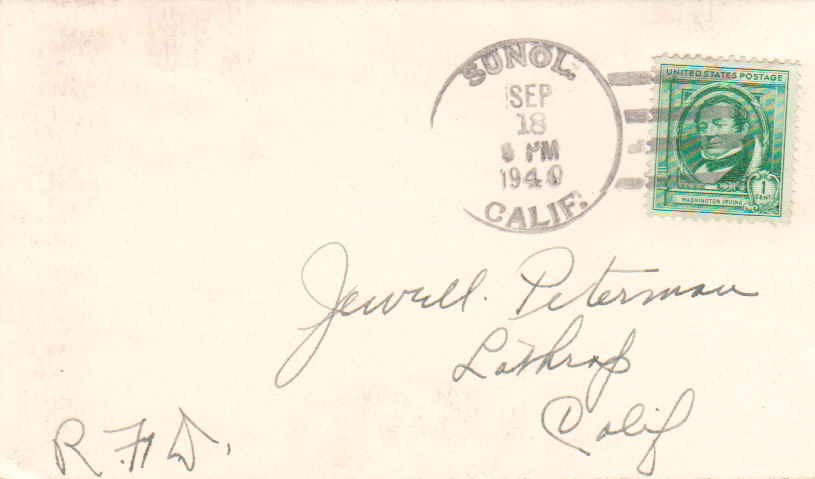 SUNOL.
SEP
18
PM
1940
CALIF.
UNITED STATES POSTAGE
1
CENT
WASHINGTON IRVING
Jewell. Peterman
Lathrop
Calif
R.F.D.